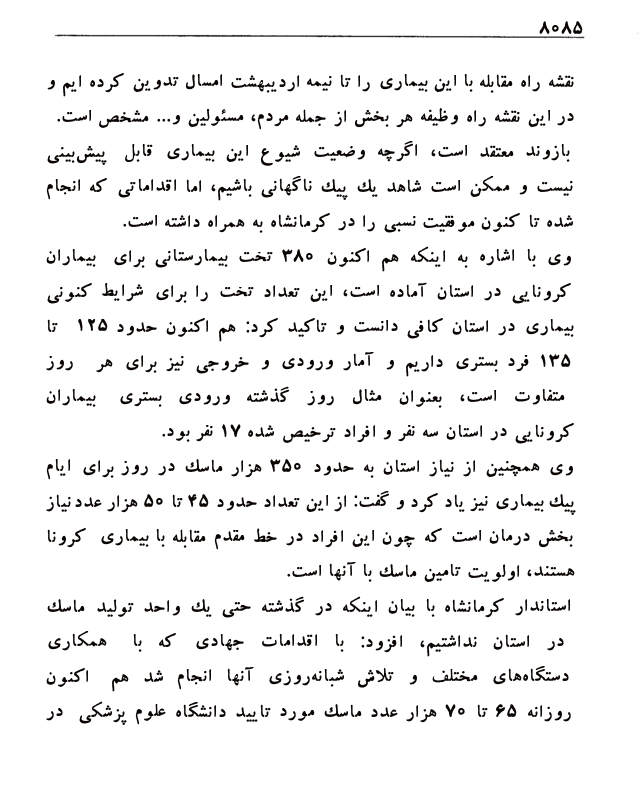 ۸۰۸۵
نقشه راه مقابله با این بیماری را تا نیمه اردیبهشت امسال تدوین کرده ایم و
در این نقشه راه وظیفه هر بخش از جمله مردم، مسئولین و... مشخص است.
بازوند معتقد است، اگرچه وضعیت شیوع این بیماری قابل پیش‌بینی
نیست و ممکن است شاهد یك پیك ناگهانی باشیم، اما اقداماتی که انجام
شده تا کنون موفقیت نسبی را در کرمانشاه به همراه داشته است.
وی با اشاره به اینکه هم اکنون ۳۸۰ تخت بیمارستانی برای بیماران
کرونایی در استان آماده است، این تعداد تخت را برای شرایط کنونی
بیماری در استان کافی دانست و تاکید کرد: هم اکنون حدود ۱۲۵ تا
۱۳۵ فرد بستری داریم و آمار ورودی و خروجی نیز برای هر روز
متفاوت است، بعنوان مثال روز گذشته ورودی بستری بیماران
کرونایی در استان سه نفر و افراد ترخیص شده ۱۷ نفر بود.
وی همچنین از نیاز استان به حدود ۳۵۰ هزار ماسك در روز برای ایام
پیك بیماری نیز یاد کرد و گفت: از این تعداد حدود ۴۵ تا ۵۰ هزار عدد نیاز
بخش درمان است که چون این افراد در خط مقدم مقابله با بیماری کرونا
هستند، اولویت تامین ماسك با آنها است.
استاندار کرمانشاه با بیان اینکه در گذشته حتی یك واحد تولید ماسك
در استان نداشتیم، افزود: با اقدامات جهادی که با همکاری
دستگاه‌های مختلف و تلاش شبانه‌روزی آنها انجام شد هم اکنون
روزانه ۶۵ تا ۷۰ هزار عدد ماسك مورد تایید دانشگاه علوم پزشکی در